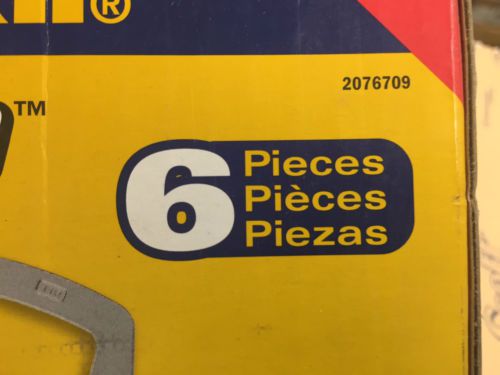 ®
2076709
TM
6
Pieces
Pièces
Piezas